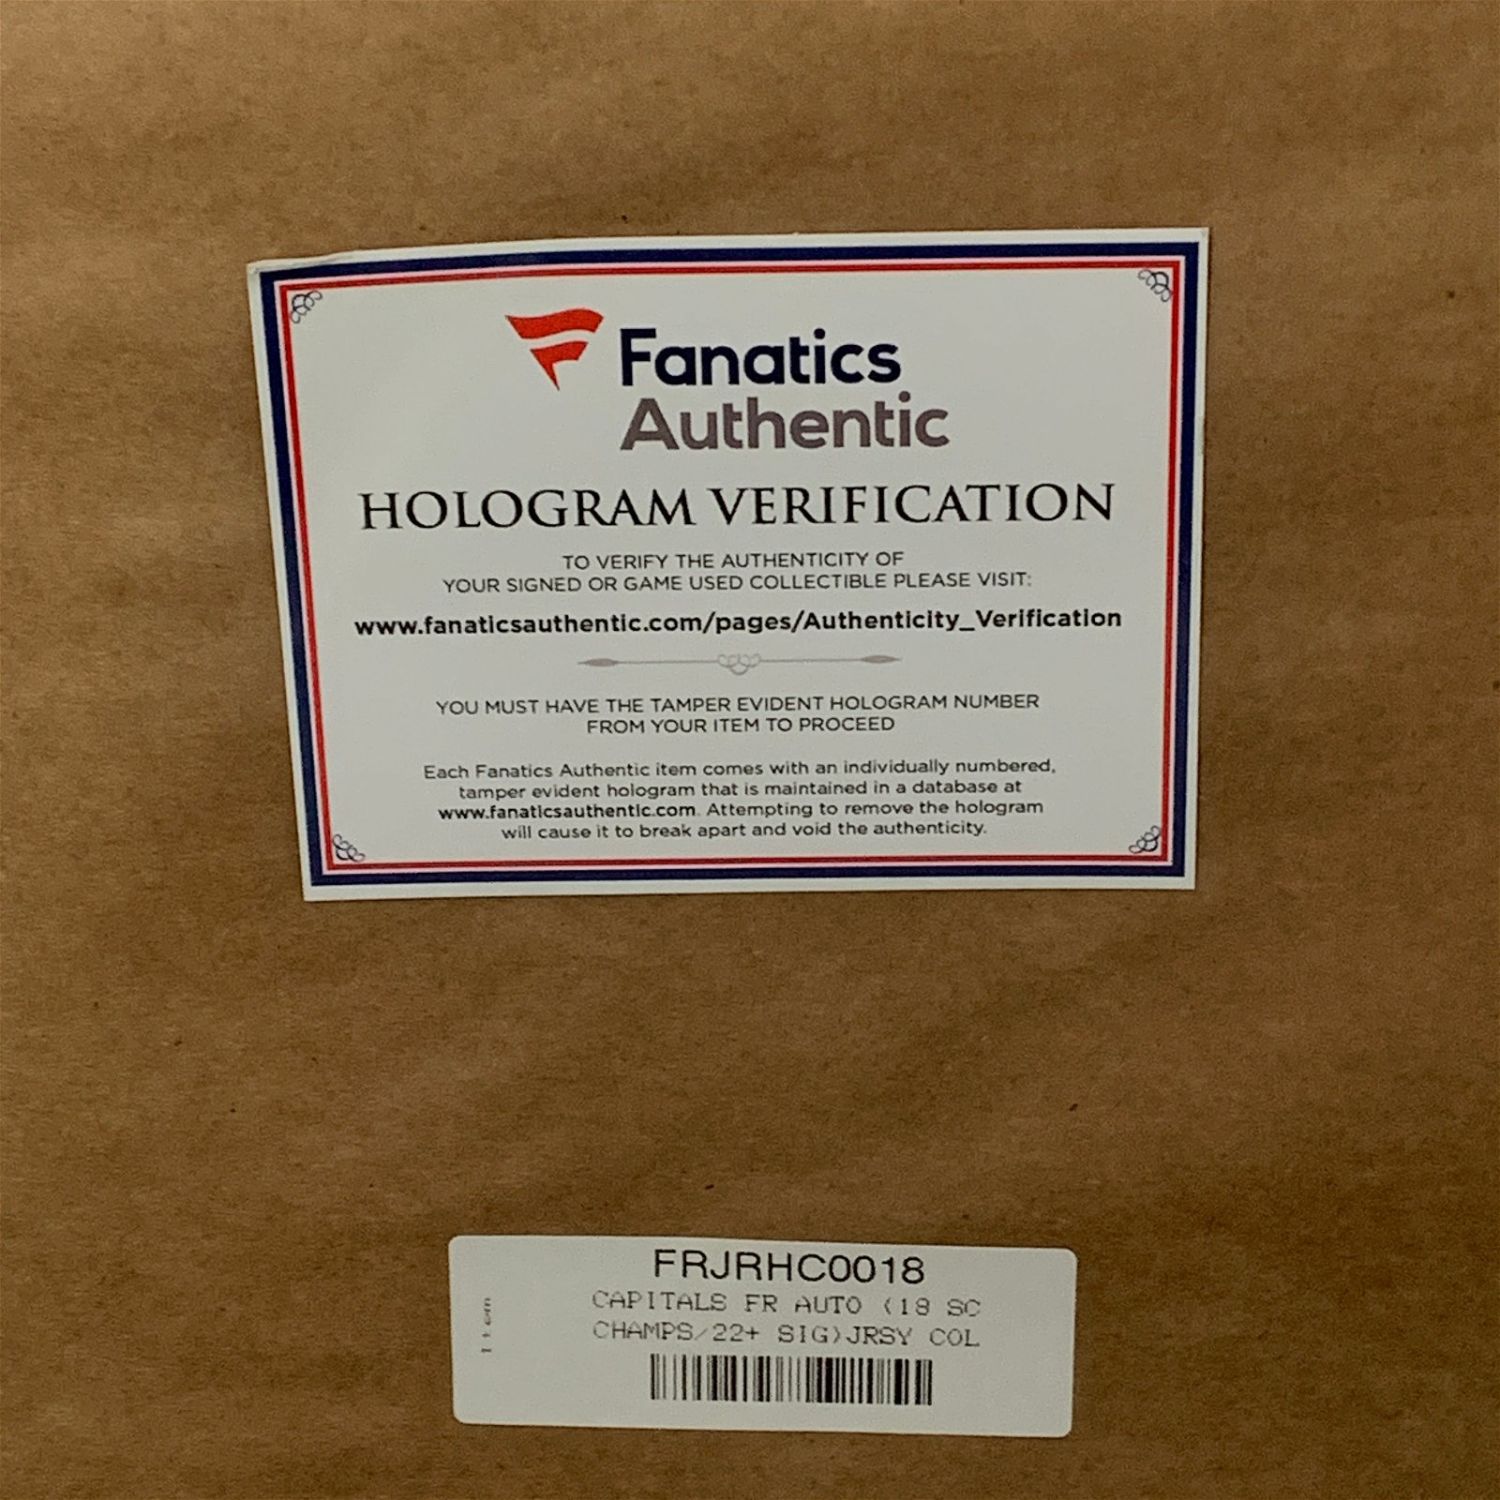 Fanatics
Authentic
HOLOGRAM VERIFICATION
TO VERIFY THE AUTHENTICITY OF
YOUR SIGNED OR GAME USED COLLECTIBLE PLEASE VISIT:
www.fanaticsauthentic.com/pages/Authenticity_Verification
YOU MUST HAVE THE TAMPER EVIDENT HOLOGRAM NUMBER
FROM YOUR ITEM TO PROCEED
Each Fanatics Authentic item comes with an individually numbered,
tamper evident hologram that is maintained in a database at
www.fanaticsauthentic.com. Attempting to remove the hologram
will cause it to break apart and void the authenticity.
FRJRHC0018
CAPITALS FR AUTO (18 SC
CHAMPS/22+ SIG)JRSY COL
Item